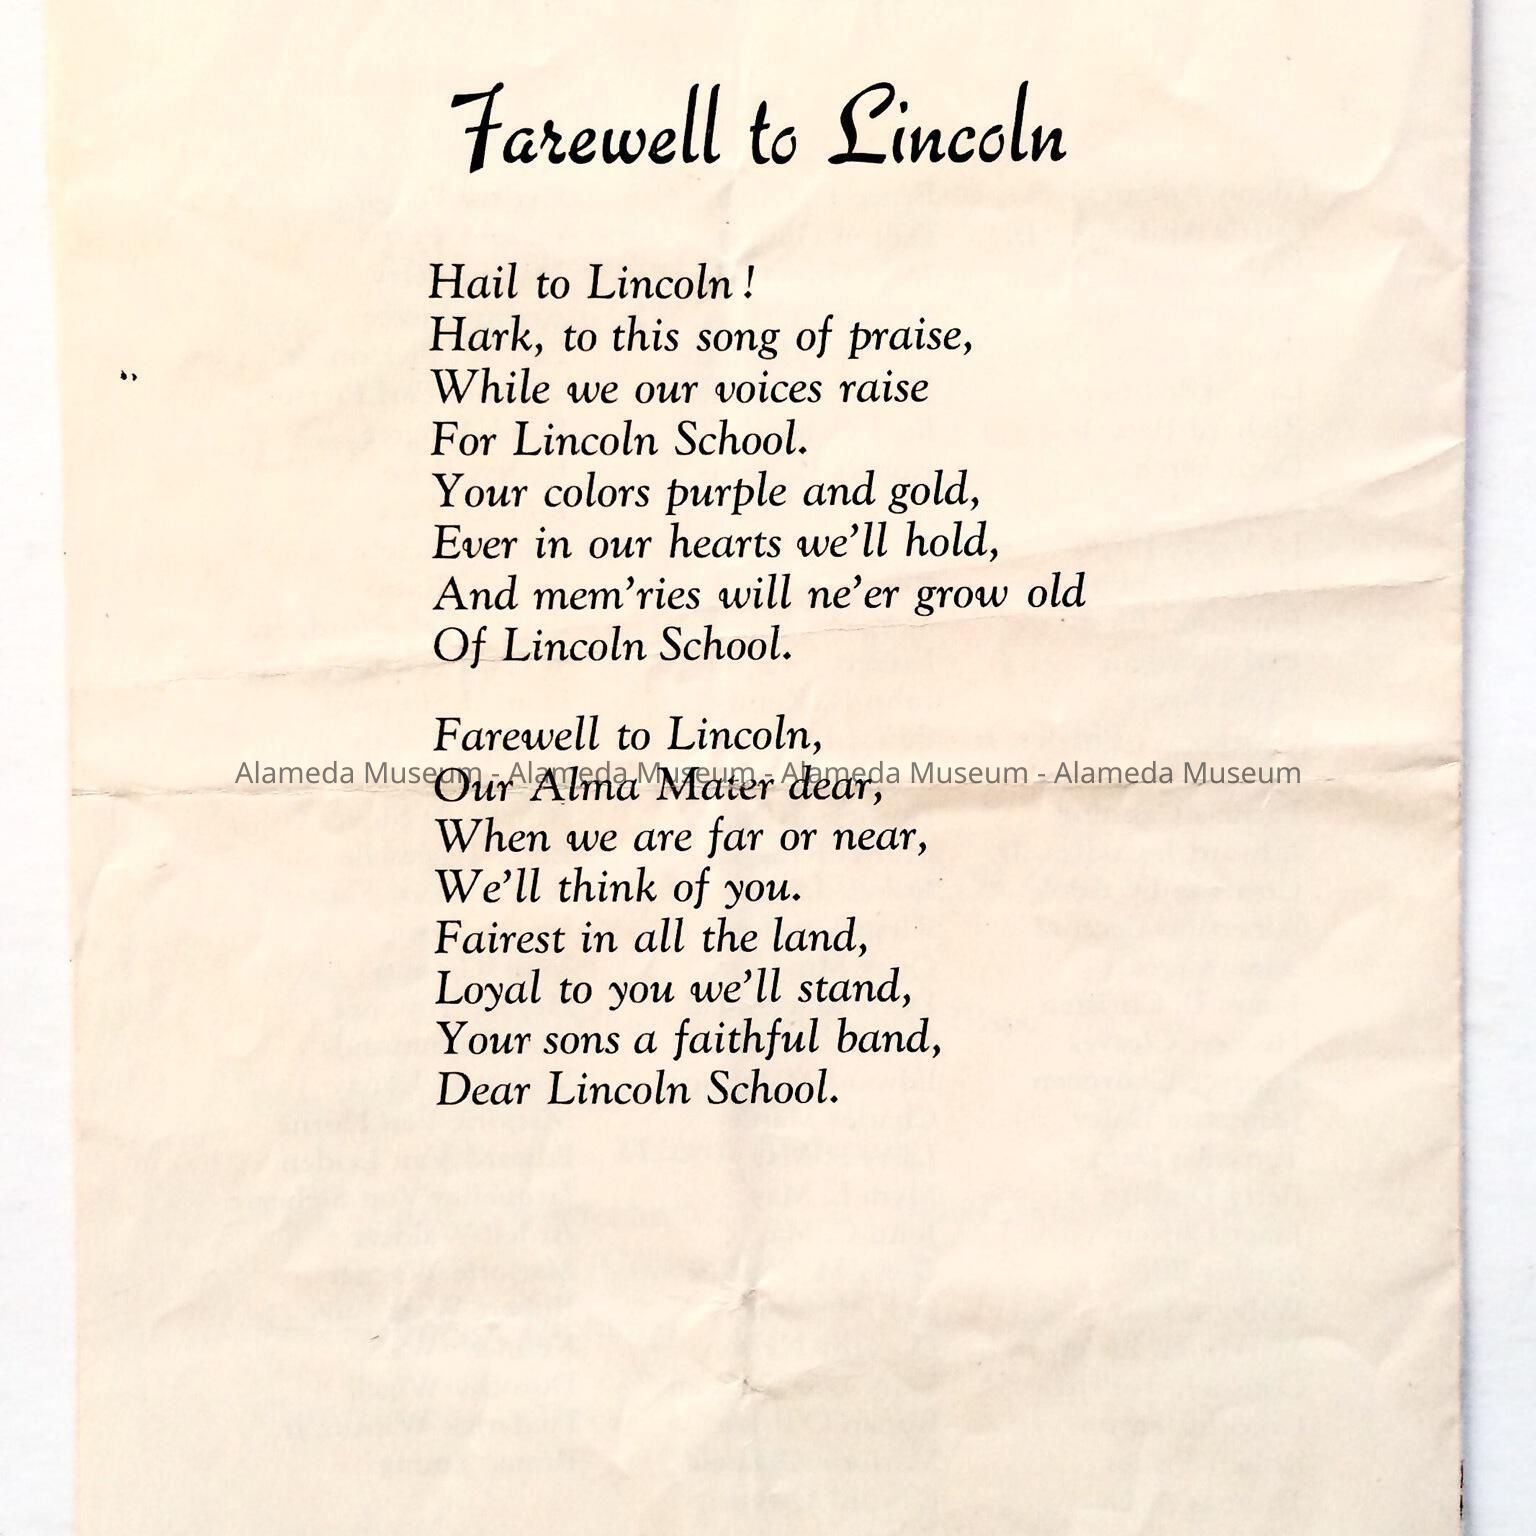 Farewell to Lincoln
Hail to Lincoln!
Hark, to this song of praise,
While we our voices raise
For Lincoln School.
Your colors purple and gold,
Ever in our hearts we'll hold,
And mem'ries will ne'er grow old
Of Lincoln School.
Farewell to Lincoln,
Alameda Museum - Alameda Museum - Alameda Museum - Alameda Museum
Our Alma Mater dear,
When we are far or near,
We'll think of you.
Fairest in all the land,
Loyal to you we'll stand,
Your sons a faithful band,
Dear Lincoln School.